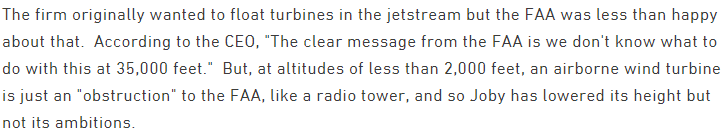 The firm originally wanted to float turbines in the jetstream but the FAA was less than happy
about that.  According to the CEO, "The clear message from the FAA is we don't know what to
do with this at 35,000 feet."  But, at altitudes of less than 2,000 feet, an airborne wind turbine
is just an "obstruction" to the FAA, like a radio tower, and so Joby has lowered its height but
not its ambitions.